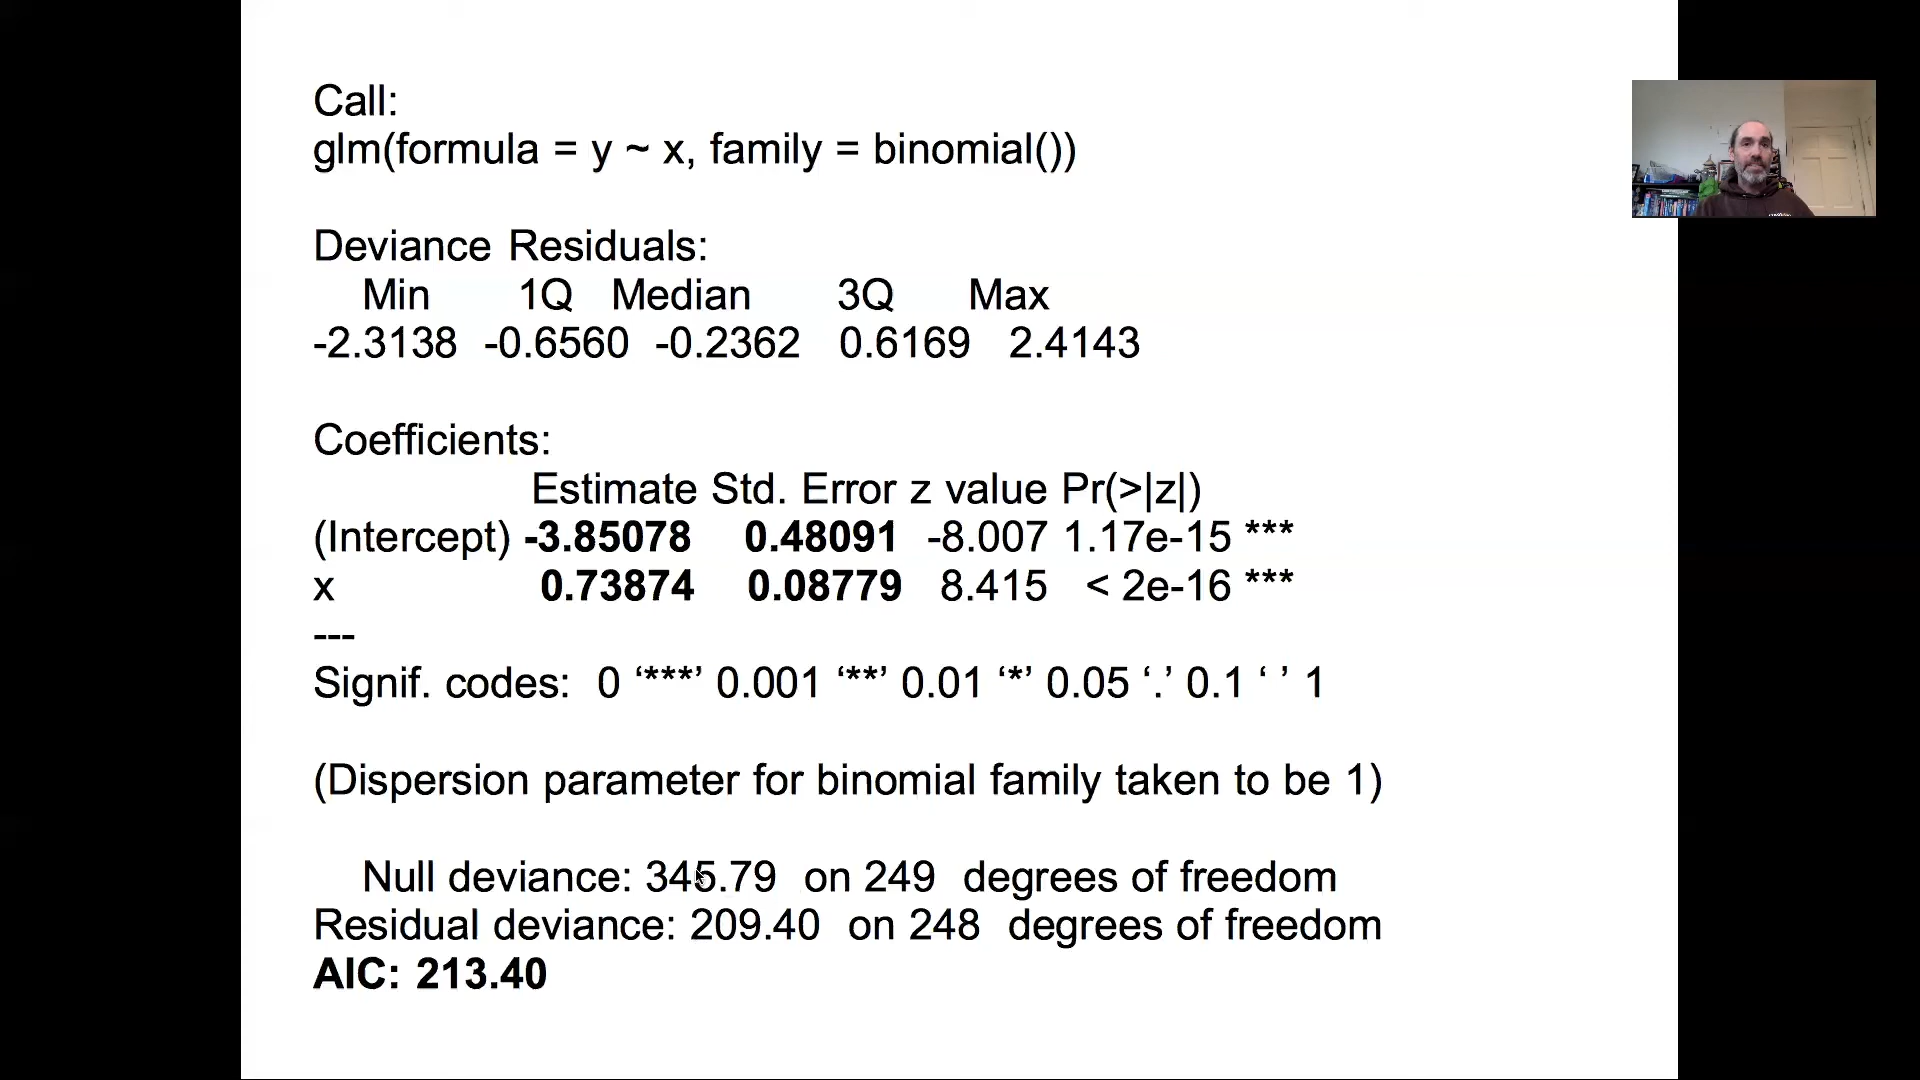 Call:
glm(formula = y ~ x, family = binomial())
Deviance Residuals:
Min 1Q Median 3Q Max
-2.3138 -0.6560 -0.2362 0.6169 2.4143
Coefficients:
Estimate Std. Error z value Pr(>|z|)
(Intercept) -3.85078 0.48091 -8.007 1.17e-15 ***
x 0.73874 0.08779 8.415 < 2e-16 ***
---
Signif. codes: 0 ‘***’ 0.001 ‘**’ 0.01 ‘*’ 0.05 ‘.’ 0.1 ‘ ’ 1
(Dispersion parameter for binomial family taken to be 1)
Null deviance: 345.79 on 249 degrees of freedom
Residual deviance: 209.40 on 248 degrees of freedom
AIC: 213.40